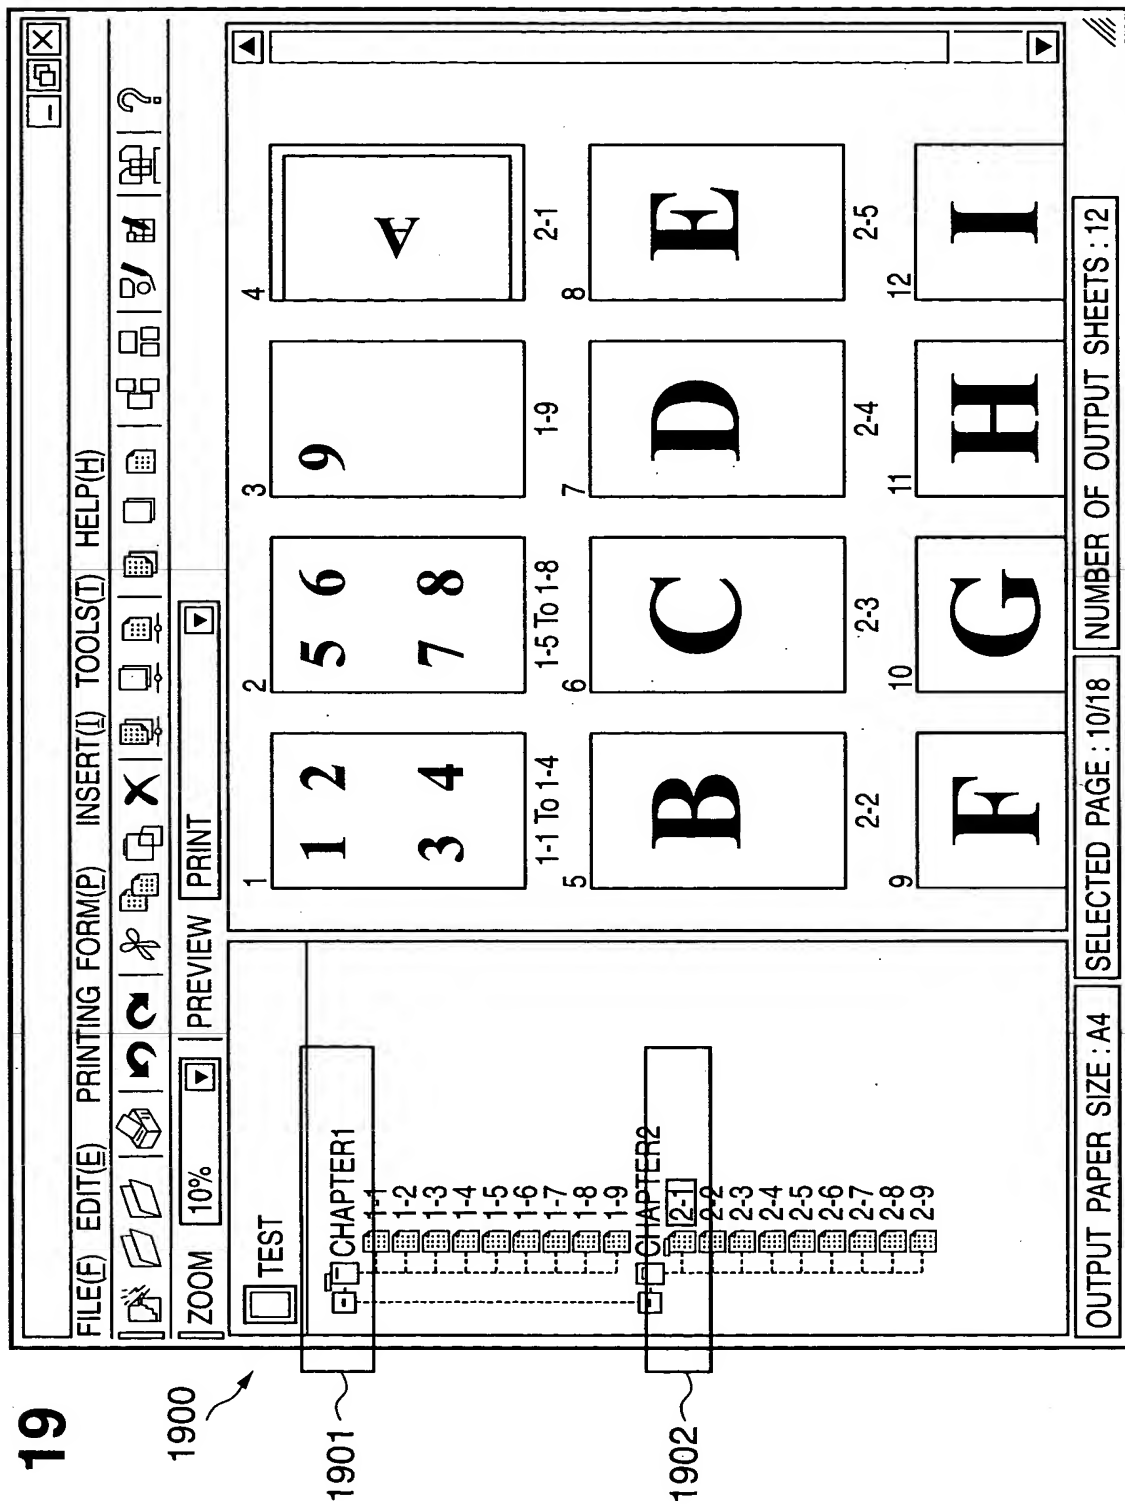 19
1900
FILE(F) EDIT(E) PRINTING FORM(P) INSERT(I) TOOLS(T) HELP(H)
?
ZOOM 10% PREVIEW PRINT
TEST
1901
CHAPTER1
1-1
1-2
1-3
1-4
1-5
1-6
1-7
1-8
1-9
1902
CHAPTER2
2-1
2-2
2-3
2-4
2-5
2-6
2-7
2-8
2-9
1 2 3 4
1 2 5 6 9 A
3 4 7 8
1-1 To 1-4 1-5 To 1-8 1-9 2-1
5 6 7 8
B C D E
2-2 2-3 2-4 2-5
9 10 11 12
F G H I
OUTPUT PAPER SIZE : A4 SELECTED PAGE : 10/18 NUMBER OF OUTPUT SHEETS : 12